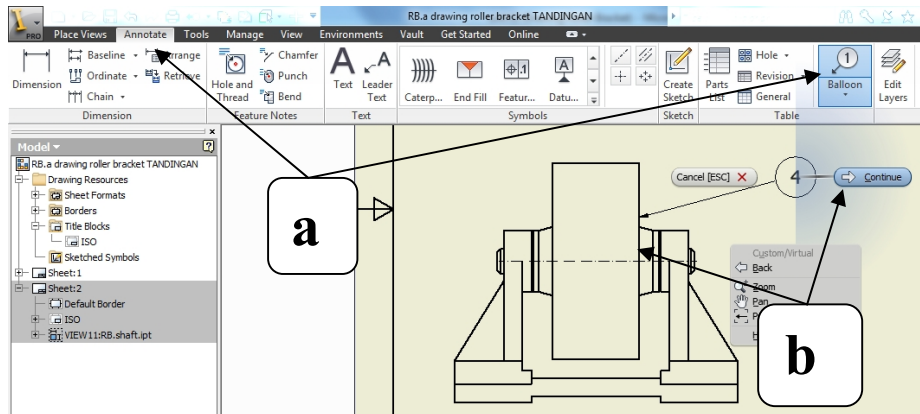 RB.a drawing roller bracket TANDINGAN
PRO
Place Views Annotate Tools Manage View Environments Vault Get Started Online
Dimension
Baseline
Ordinate
Chain
Arrange
Retrieve
Dimension
Hole and Thread
Chamfer
Punch
Bend
Feature Notes
Text
Leader Text
Text
Caterp...
End Fill
Featur...
Datu...
Symbols
Create Sketch
Sketch
Parts List
Hole
Revision
General
Table
1
Balloon
Edit Layers
Model
RB.a drawing roller bracket TANDINGAN
Drawing Resources
Sheet Formats
Borders
Title Blocks
ISO
Sketched Symbols
Sheet:1
Sheet:2
Default Border
ISO
VIEW11:RB.shaft.ipt
a
Cancel [ESC]
4
Continue
Custom/Virtual
Back
Zoom
Pan
b